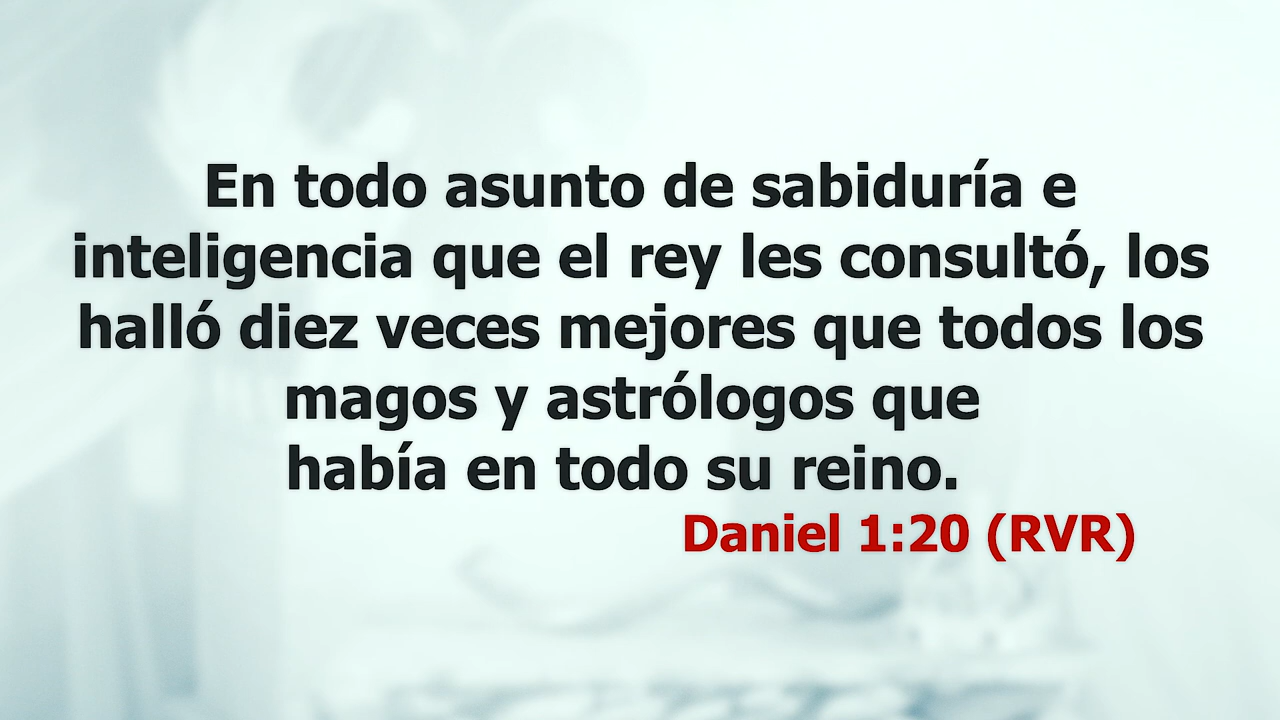 En todo asunto de sabiduría e
inteligencia que el rey les consultó, los
halló diez veces mejores que todos los
magos y astrólogos que
había en todo su reino.
Daniel 1:20 (RVR)